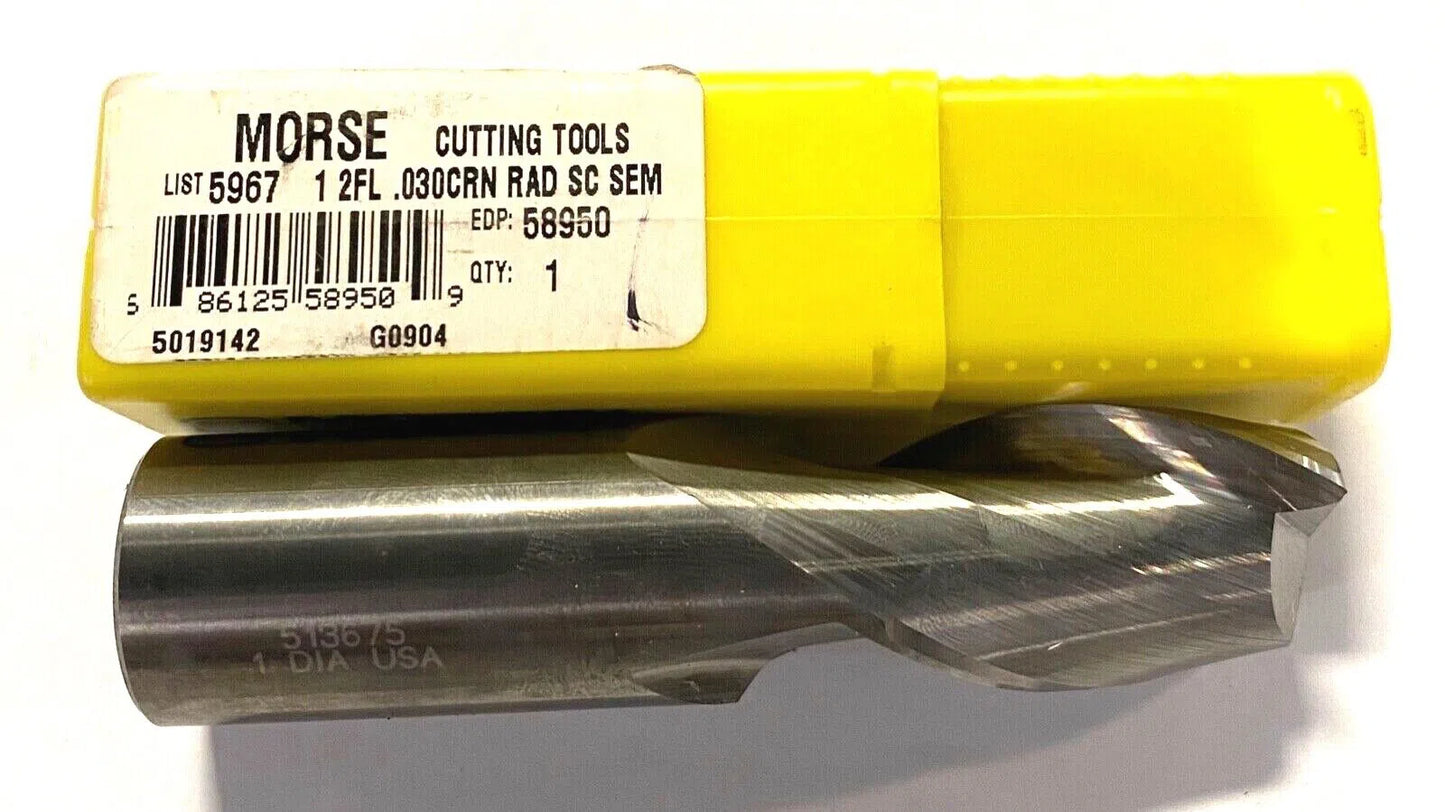 MORSE CUTTING TOOLS
LIST 5967 1 2FL .030CRN RAD SC SEM
EDP: 58950
QTY: 1
6 86125 58950 9
5019142 G0904
513675
1 DIA USA